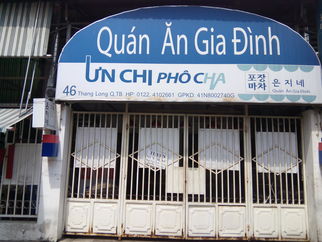 Quán Ăn Gia Đình
ƯN CHI PHÔ CHA
포장마차
은지네
46 Thang Long Q,TB. HP: 0122, 4102661. GPKD: 41N8002740G
Quán Ăn Gia Đình